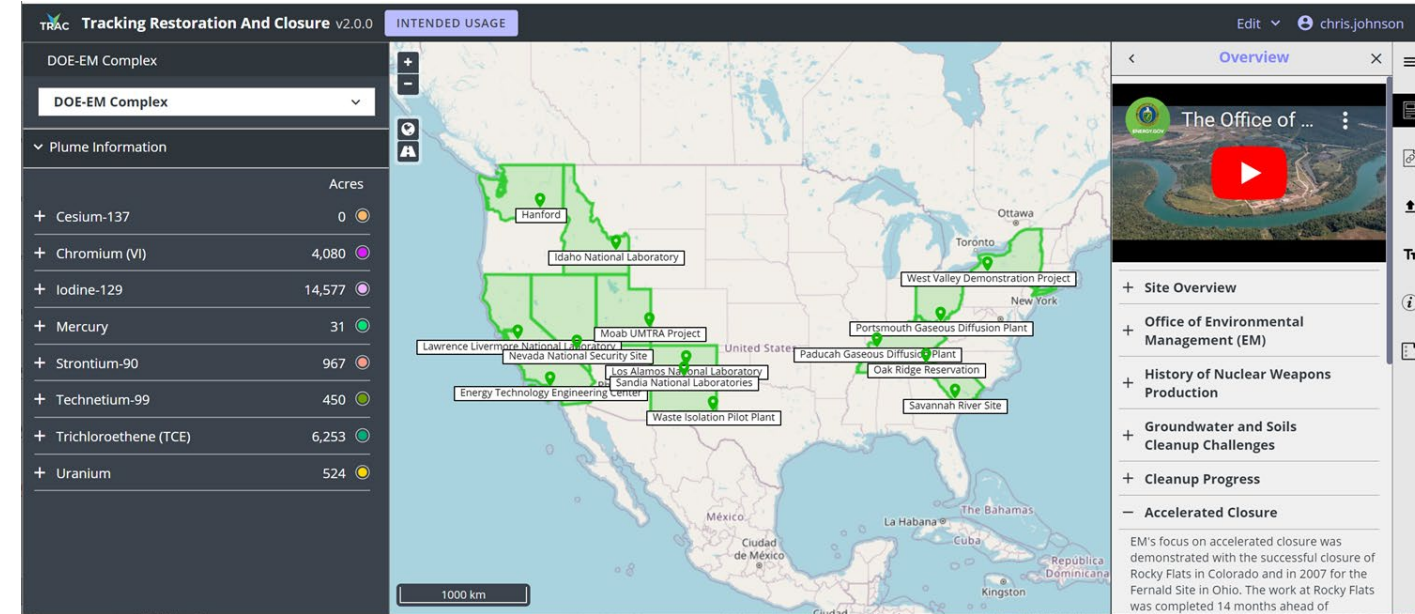 TRAC Tracking Restoration And Closure v2.0.0 INTENDED USAGE Edit chris.johnson
DOE-EM Complex
DOE-EM Complex
Plume Information
Acres
+ Cesium-137 0
+ Chromium (VI) 4,080
+ Iodine-129 14,577
+ Mercury 31
+ Strontium-90 967
+ Technetium-99 450
+ Trichloroethene (TCE) 6,253
+ Uranium 524
+
−
Hanford
Idaho National Laboratory
Ottawa
Toronto
West Valley Demonstration Project
New York
Moab UMTRA Project
Portsmouth Gaseous Diffusion Plant
Lawrence Livermore National Laboratory
Nevada National Security Site
United States
Paducah Gaseous Diffusion Plant
Los Alamos National Laboratory
Oak Ridge Reservation
Sandia National Laboratories
Energy Technology Engineering Center
Savannah River Site
Waste Isolation Pilot Plant
México
The Bahamas
La Habana
Cuba
Ciudad
de México
República
Dominicana
Kingston
Ciudad
1000 km
< Overview ×
ENERGY.GOV
The Office of ...
+ Site Overview
+ Office of Environmental
Management (EM)
+ History of Nuclear Weapons
Production
+ Groundwater and Soils
Cleanup Challenges
+ Cleanup Progress
− Accelerated Closure
EM's focus on accelerated closure was
demonstrated with the successful closure of
Rocky Flats in Colorado and in 2007 for the
Fernald Site in Ohio. The work at Rocky Flats
was completed 14 months ahead of